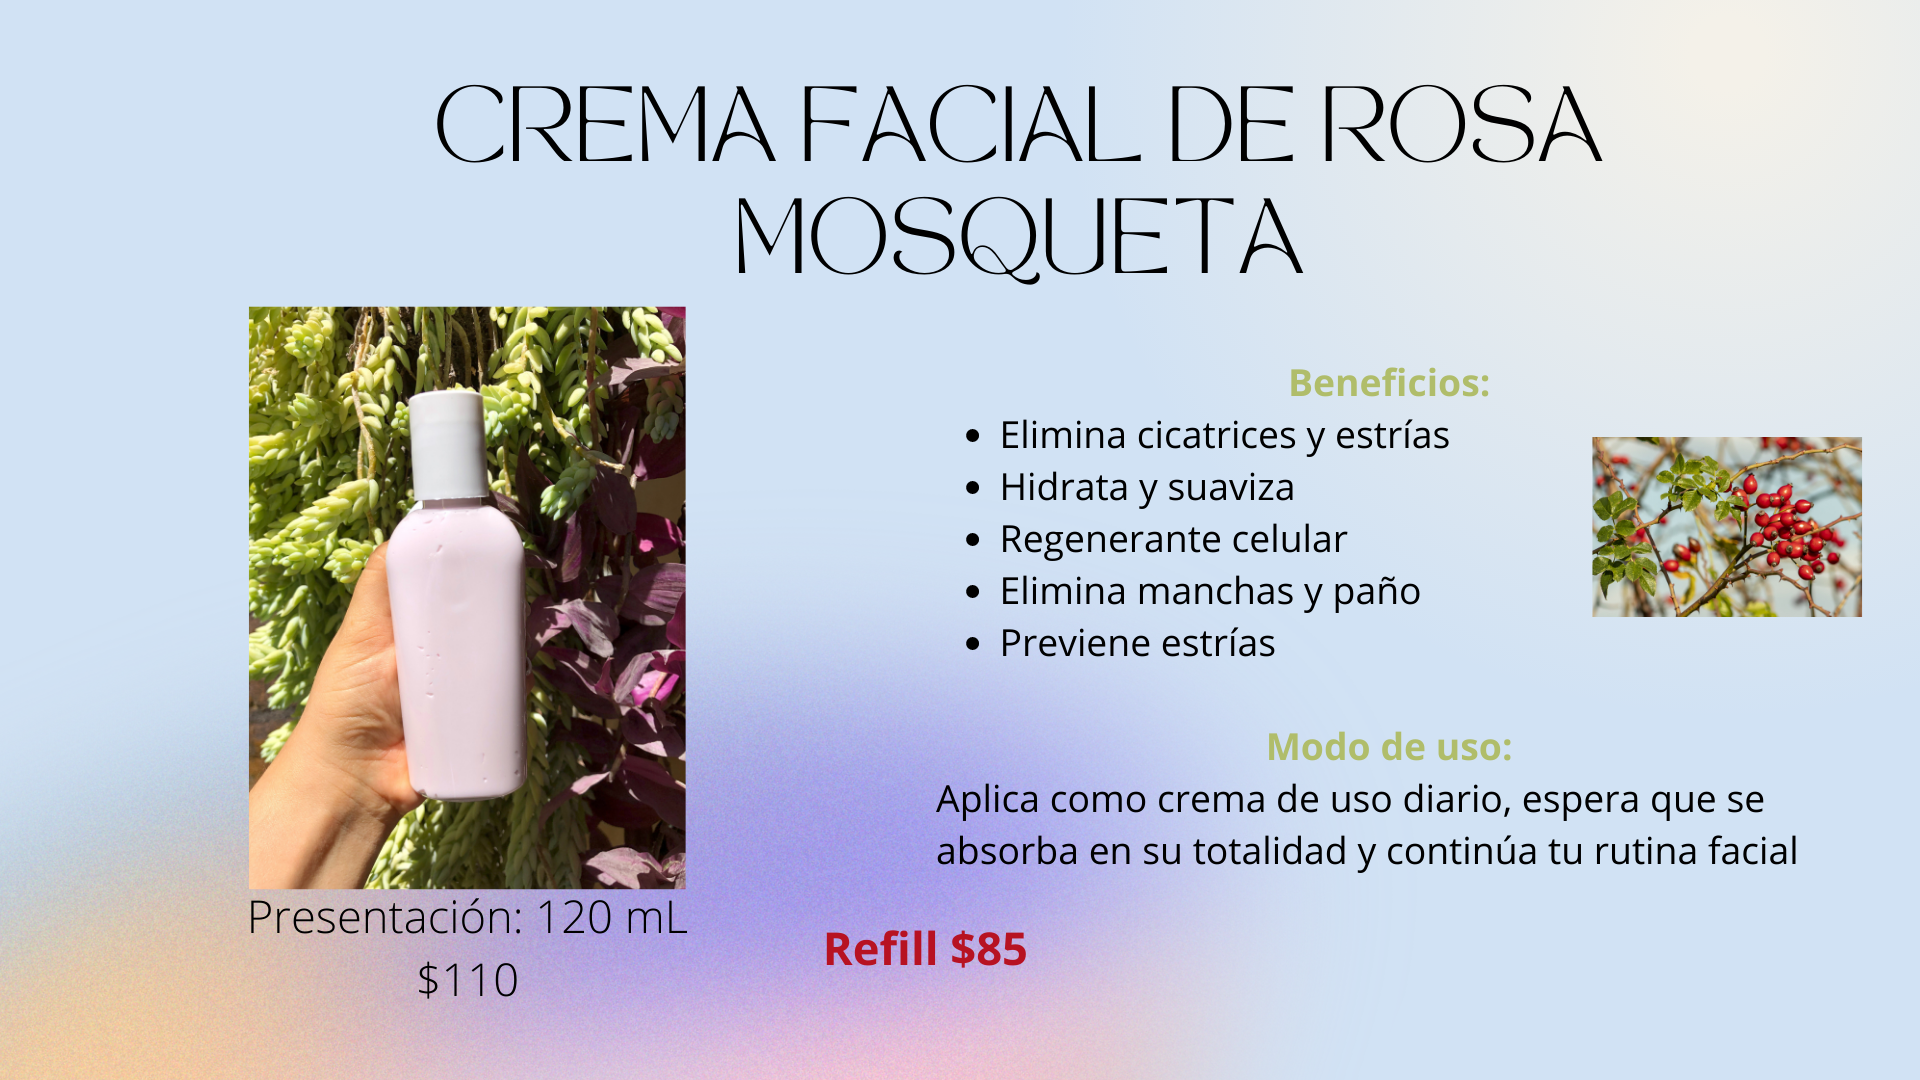 CREMA FACIAL DE ROSA
MOSQUETA
Beneficios:
• Elimina cicatrices y estrías
• Hidrata y suaviza
• Regenerante celular
• Elimina manchas y paño
• Previene estrías
Modo de uso:
Aplica como crema de uso diario, espera que se
absorba en su totalidad y continúa tu rutina facial
Presentación: 120 mL
$110
Refill $85